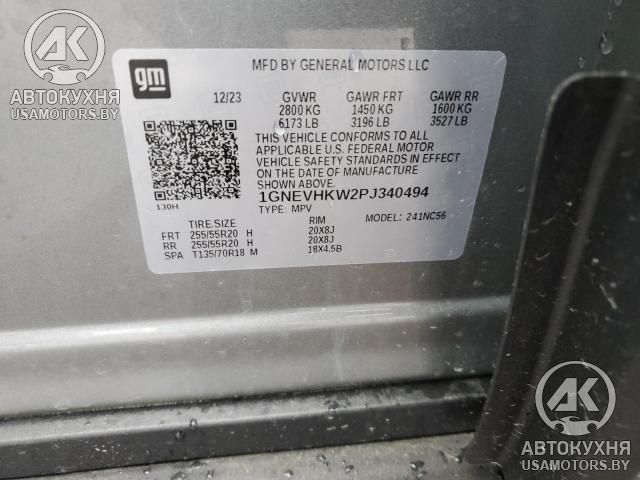 AK
АВТОКУХНЯ
USAMOTORS.BY
gm
MFD BY GENERAL MOTORS LLC
12/23 GVWR GAWR FRT GAWR RR
2800 KG 1450 KG 1600 KG
6173 LB 3196 LB 3527 LB
THIS VEHICLE CONFORMS TO ALL
APPLICABLE U.S. FEDERAL MOTOR
VEHICLE SAFETY STANDARDS IN EFFECT
ON THE DATE OF MANUFACTURE
SHOWN ABOVE.
1GNEVHKW2PJ340494
130H
TYPE: MPV MODEL: 241NC56
TIRE.SIZE RIM
FRT 255/55R20 H 20X8J
RR 255/55R20 H 20X8J
SPA T135/70R18 M 18X4.5B
AK
АВТОКУХНЯ
USAMOTORS.BY